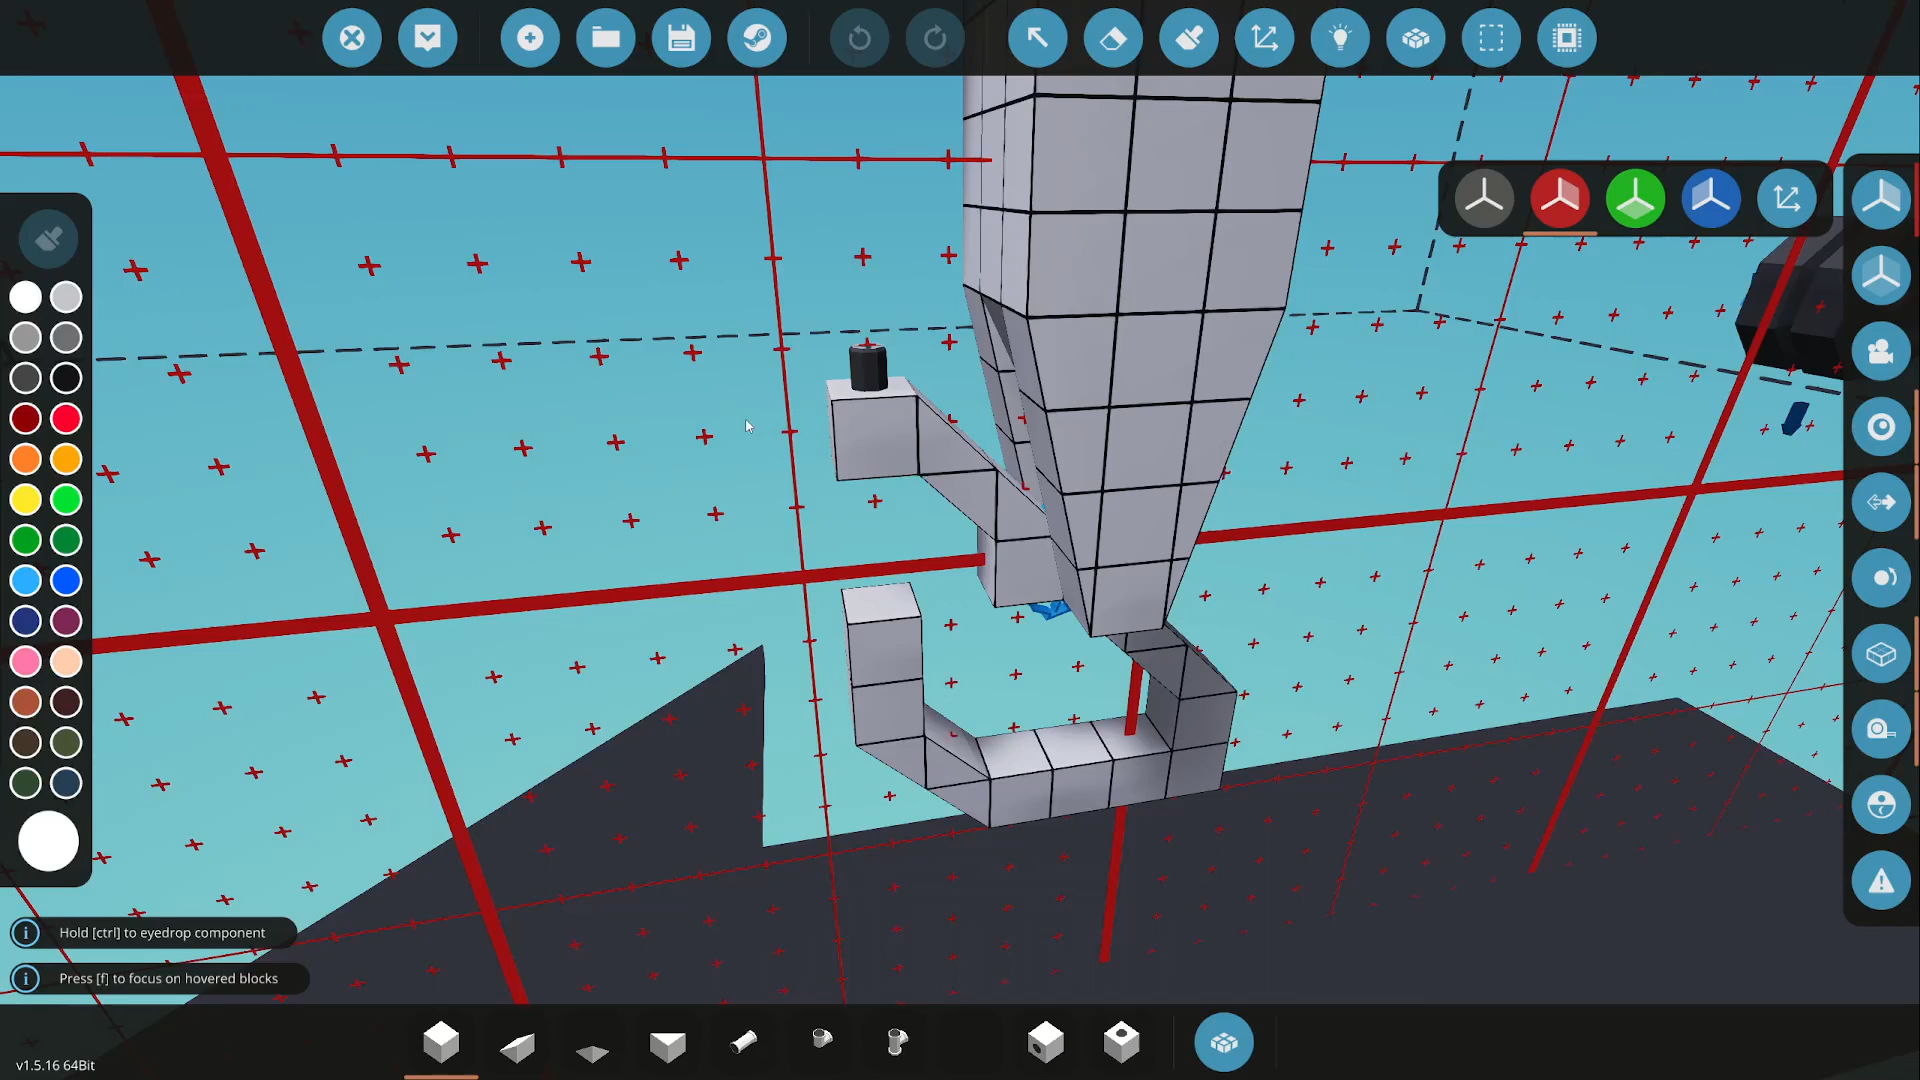 Hold [ctrl] to eyedrop component
Press [f] to focus on hovered blocks
v1.5.16 64Bit